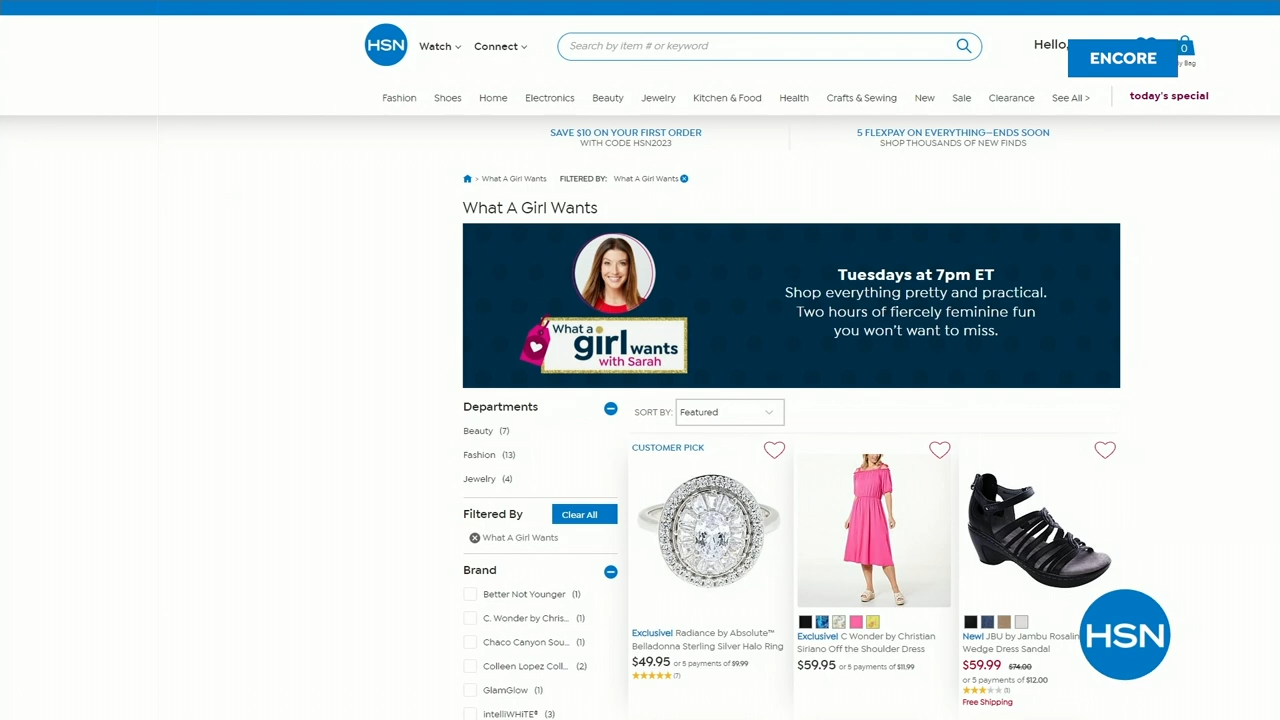 HSN
Watch
Connect
Search by item # or keyword
Hello,
0
ENCORE
Bag
Fashion
Shoes
Home
Electronics
Beauty
Jewelry
Kitchen & Food
Health
Crafts & Sewing
New
Sale
Clearance
See All >
today's special
SAVE $10 ON YOUR FIRST ORDER
WITH CODE HSN2023
5 FLEXPAY ON EVERYTHING—ENDS SOON
SHOP THOUSANDS OF NEW FINDS
> What A Girl Wants
FILTERED BY: What A Girl Wants
What A Girl Wants
What a
girl wants
with Sarah
Tuesdays at 7pm ET
Shop everything pretty and practical.
Two hours of fiercely feminine fun
you won't want to miss.
Departments
Beauty (7)
Fashion (13)
Jewelry (4)
Filtered By
Clear All
What A Girl Wants
Brand
Better Not Younger (1)
C. Wonder by Chris... (1)
Chaco Canyon Sou... (1)
Colleen Lopez Coll... (2)
GlamGlow (1)
intelliWHiTE® (3)
SORT BY: Featured
CUSTOMER PICK
Exclusive! Radiance by Absolute™
Belladonna Sterling Silver Halo Ring
$49.95 or 5 payments of $9.99
(7)
Exclusive! C Wonder by Christian
Siriano Off the Shoulder Dress
$59.95 or 5 payments of $11.99
New! JBU by Jambu Rosalin
Wedge Dress Sandal
$59.99 $74.00
or 5 payments of $12.00
Free Shipping
HSN